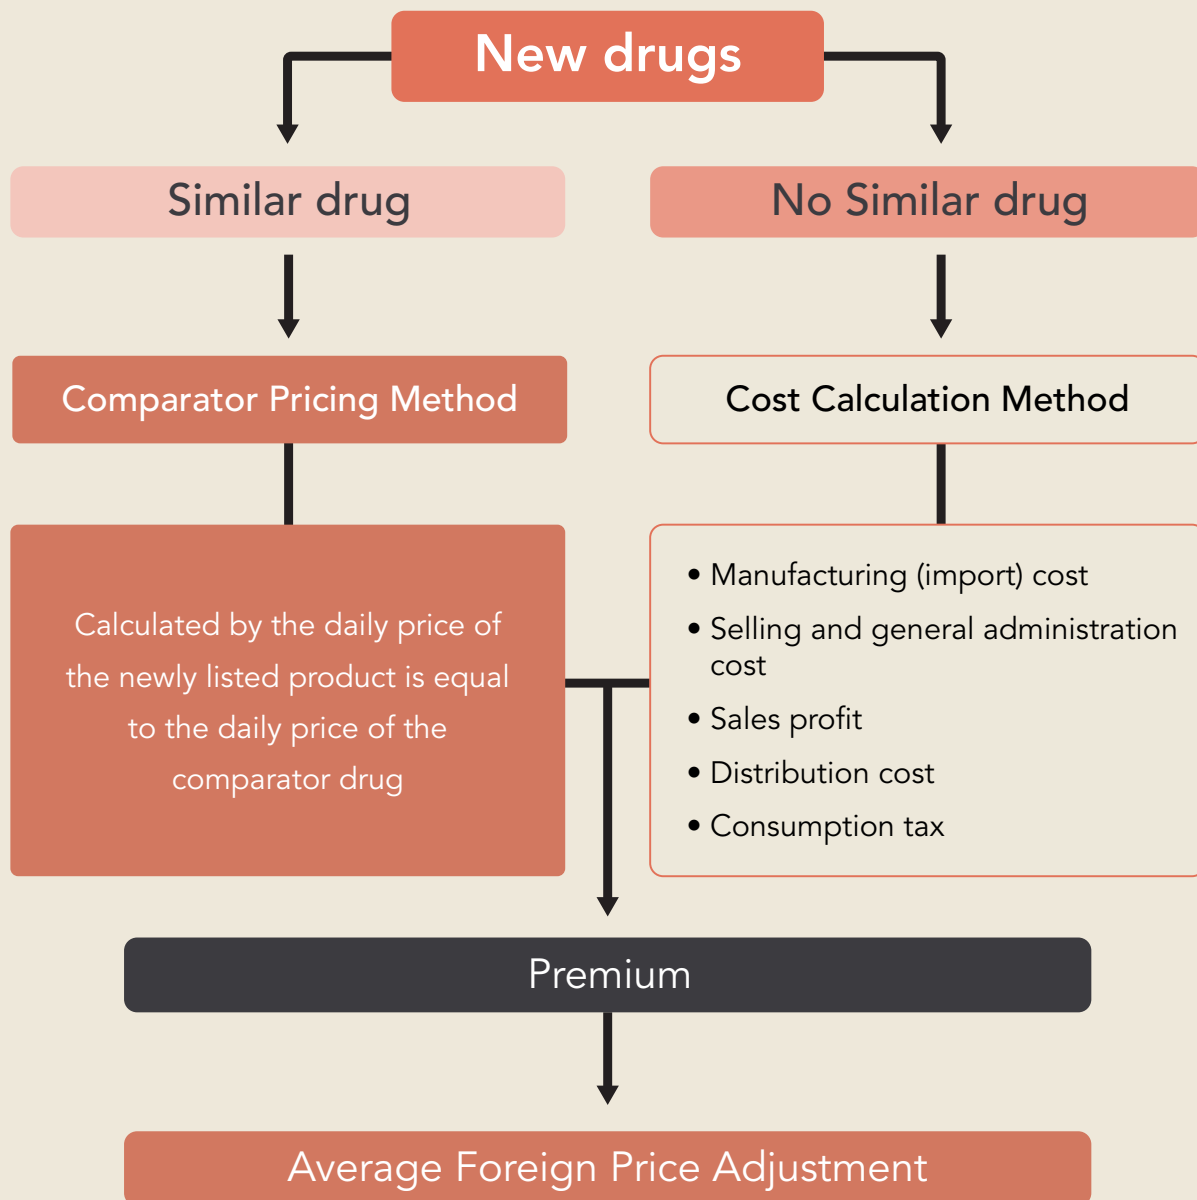 New drugs
Similar drug
No Similar drug
Comparator Pricing Method
Cost Calculation Method
Calculated by the daily price of
the newly listed product is equal
to the daily price of the
comparator drug
• Manufacturing (import) cost
• Selling and general administration
cost
• Sales profit
• Distribution cost
• Consumption tax
Premium
Average Foreign Price Adjustment